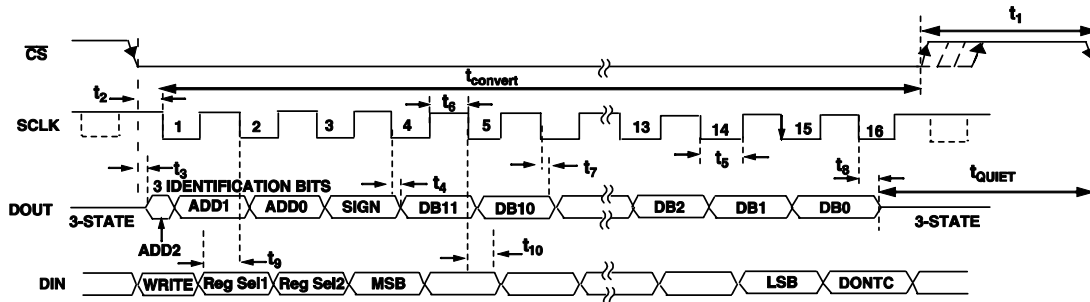 t1
CS
tconvert
t2
t6
SCLK
1 2 3 4 5 13 14 15 16
t3
t7
t5
t8
3 IDENTIFICATION BITS
t4
tQUIET
DOUT
ADD1 ADD0 SIGN DB11 DB10 DB2 DB1 DB0
3-STATE
3-STATE
ADD2
t9
t10
DIN
WRITE Reg Sel1 Reg Sel2 MSB LSB DONTC